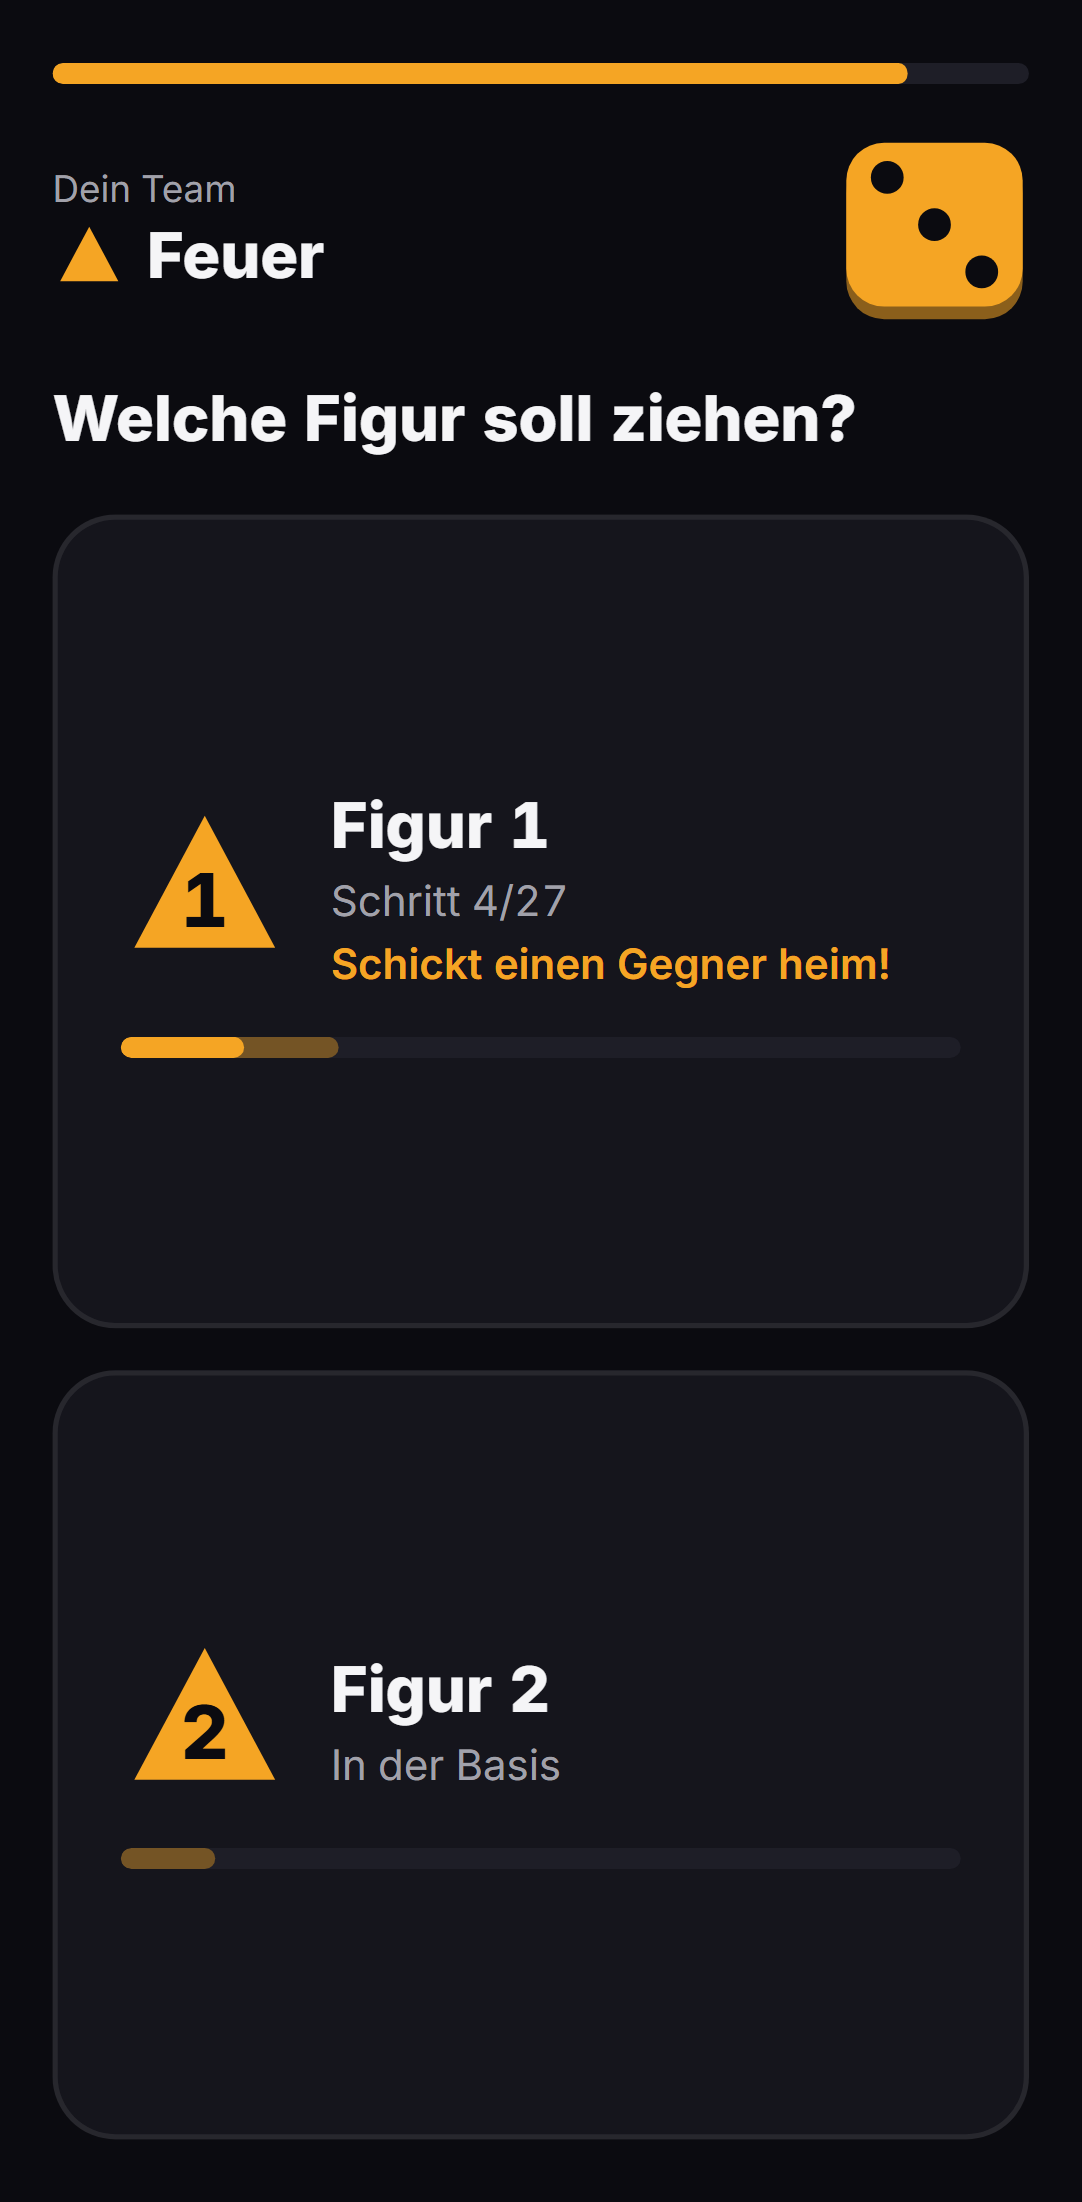 Dein Team
Feuer
Welche Figur soll ziehen?
1
Figur 1
Schritt 4/27
Schickt einen Gegner heim!
2
Figur 2
In der Basis